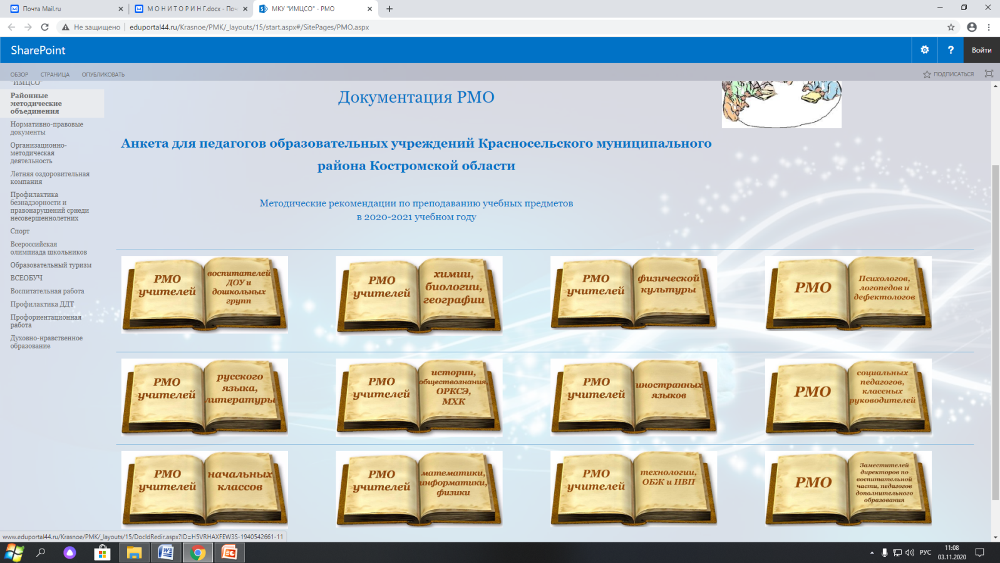 Почта Mail.ru
М О Н И Т О Р И Н Г.docx - Поч
МКУ "ИМЦСО" - РМО
Не защищено
eduportal44.ru/Krasnoe/PMK/_layouts/15/start.aspx#/SitePages/РМО.aspx
SharePoint
?
Войти
ОБЗОР
СТРАНИЦА
ОПУБЛИКОВАТЬ
ПОДПИСАТЬСЯ
"ИМЦСО"
Районные
методические
объединения
Нормативно-правовые
документы
Организационно-
методическая
деятельность
Летняя оздоровительная
компания
Профилактика
безнадзорности и
правонарушений срнеди
несовершеннолетних
Спорт
Всероссийская
олимпиада школьников
Образовательный туризм
ВСЕОБУЧ
Воспитательная работа
Профилактика ДДТ
Профориентационная
работа
Духовно-нравственное
образование
Документация РМО
Анкета для педагогов образовательных учреждений Красносельского муниципального
района Костромской области
Методические рекомендации по преподаванию учебных предметов
в 2020-2021 учебном году
РМО
учителей
воспитателей
ДОУ и
дошкольных
групп
РМО
учителей
химии,
биологии,
географии
РМО
учителей
физической
культуры
РМО
Психологов,
логопедов и
дефектологов
РМО
учителей
русского
языка,
литературы
РМО
учителей
истории,
обществознания,
ОРКСЭ,
МХК
РМО
учителей
иностранных
языков
РМО
социальных
педагогов,
классных
руководителей
РМО
учителей
начальных
классов
РМО
учителей
математики,
информатики,
физики
РМО
учителей
технологии,
ОБЖ и НВП
РМО
Заместителей
директоров по
воспитательной
части, педагогов
дополнительного
образования
www.eduportal44.ru/Krasnoe/PMK/_layouts/15/DocIdRedir.aspx?ID=H5VRHAXFEW3S-1940542661-11
РУС
11:08
03.11.2020